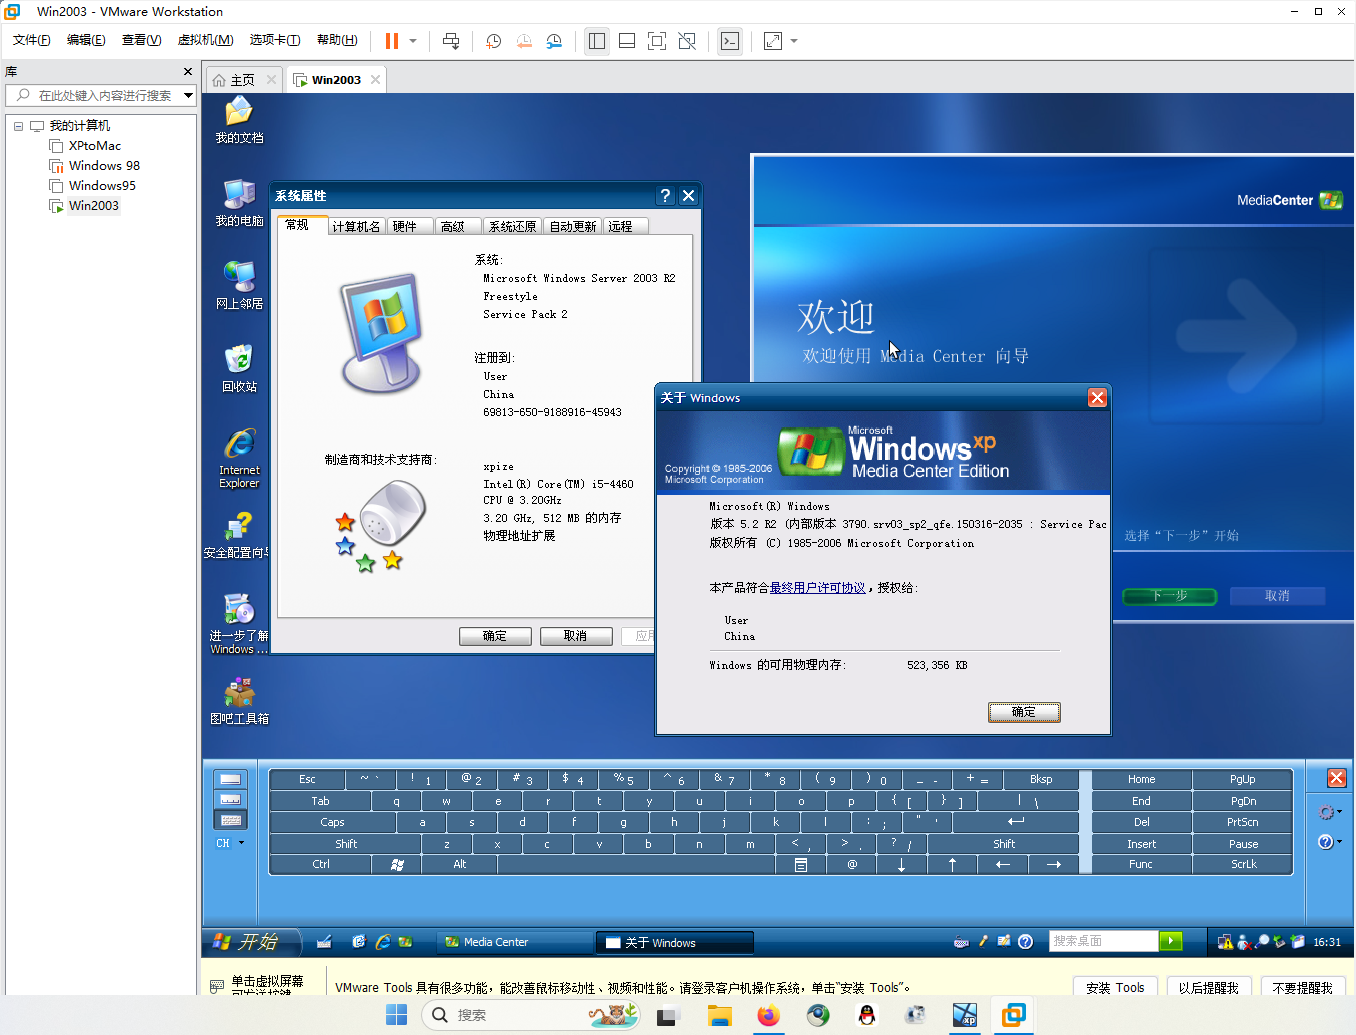 Win2003 - VMware Workstation
文件(F) 编辑(E) 查看(V) 虚拟机(M) 选项卡(T) 帮助(H)
库
在此处键入内容进行搜索
我的计算机
XPtoMac
Windows 98
Windows95
Win2003
主页
Win2003
我的文档
我的电脑
网上邻居
回收站
Internet
Explorer
安全配置向导
进一步了解
Windows ...
图吧工具箱
系统属性
常规 计算机名 硬件 高级 系统还原 自动更新 远程
系统:
Microsoft Windows Server 2003 R2
Freestyle
Service Pack 2
注册到:
User
China
69813-650-9188916-45943
制造商和技术支持商:
xpize
Intel(R) Core(TM) i5-4460
CPU @ 3.20GHz
3.20 GHz, 512 MB 的内存
物理地址扩展
确定 取消 应用
MediaCenter
欢迎
欢迎使用 Media Center 向导
选择“下一步”开始
下一步 取消
关于 Windows
Copyright © 1985-2006
Microsoft Corporation
Microsoft
Windows xp
Media Center Edition
Microsoft(R) Windows
版本 5.2 R2 (内部版本 3790.srv03_sp2_qfe.150316-2035 : Service Pac
版权所有 (C) 1985-2006 Microsoft Corporation
本产品符合最终用户许可协议，授权给:
User
China
Windows 的可用物理内存: 523,356 KB
确定
Esc ~ ` ! 1 @ 2 # 3 $ 4 % 5 ^ 6 & 7 * 8 ( 9 ) 0 _ - + = Bksp Home PgUp
Tab q w e r t y u i o p { [ } ] | \ End PgDn
Caps a s d f g h j k l : ; " ' Del PrtScn
Shift z x c v b n m < , > . ? / Shift Insert Pause
Ctrl Alt @ ↓ ↑ ← → Func ScrLk
CH
开始
Media Center
关于 Windows
搜索桌面
16:31
单击虚拟屏幕
可发送按键
VMware Tools 具有很多功能，能改善鼠标移动性、视频和性能。请登录客户机操作系统，单击“安装 Tools”。
安装 Tools 以后提醒我 不要提醒我
搜索
xp